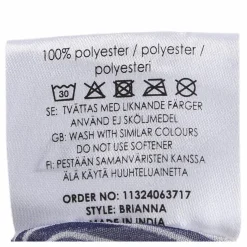 100% polyester / polyester /
polyesteri
30
SE: TVÄTTAS MED LIKNANDE FÄRGER
ANVÄND EJ SKÖLJMEDEL
GB: WASH WITH SIMILAR COLOURS
DO NOT USE SOFTENER
FI: PESTÄÄN SAMANVÄRISTEN KANSSA
ÄLÄ KÄYTÄ HUUHTELUAINETTA
ORDER NO: 11324063717
STYLE: BRIANNA
MADE IN INDIA